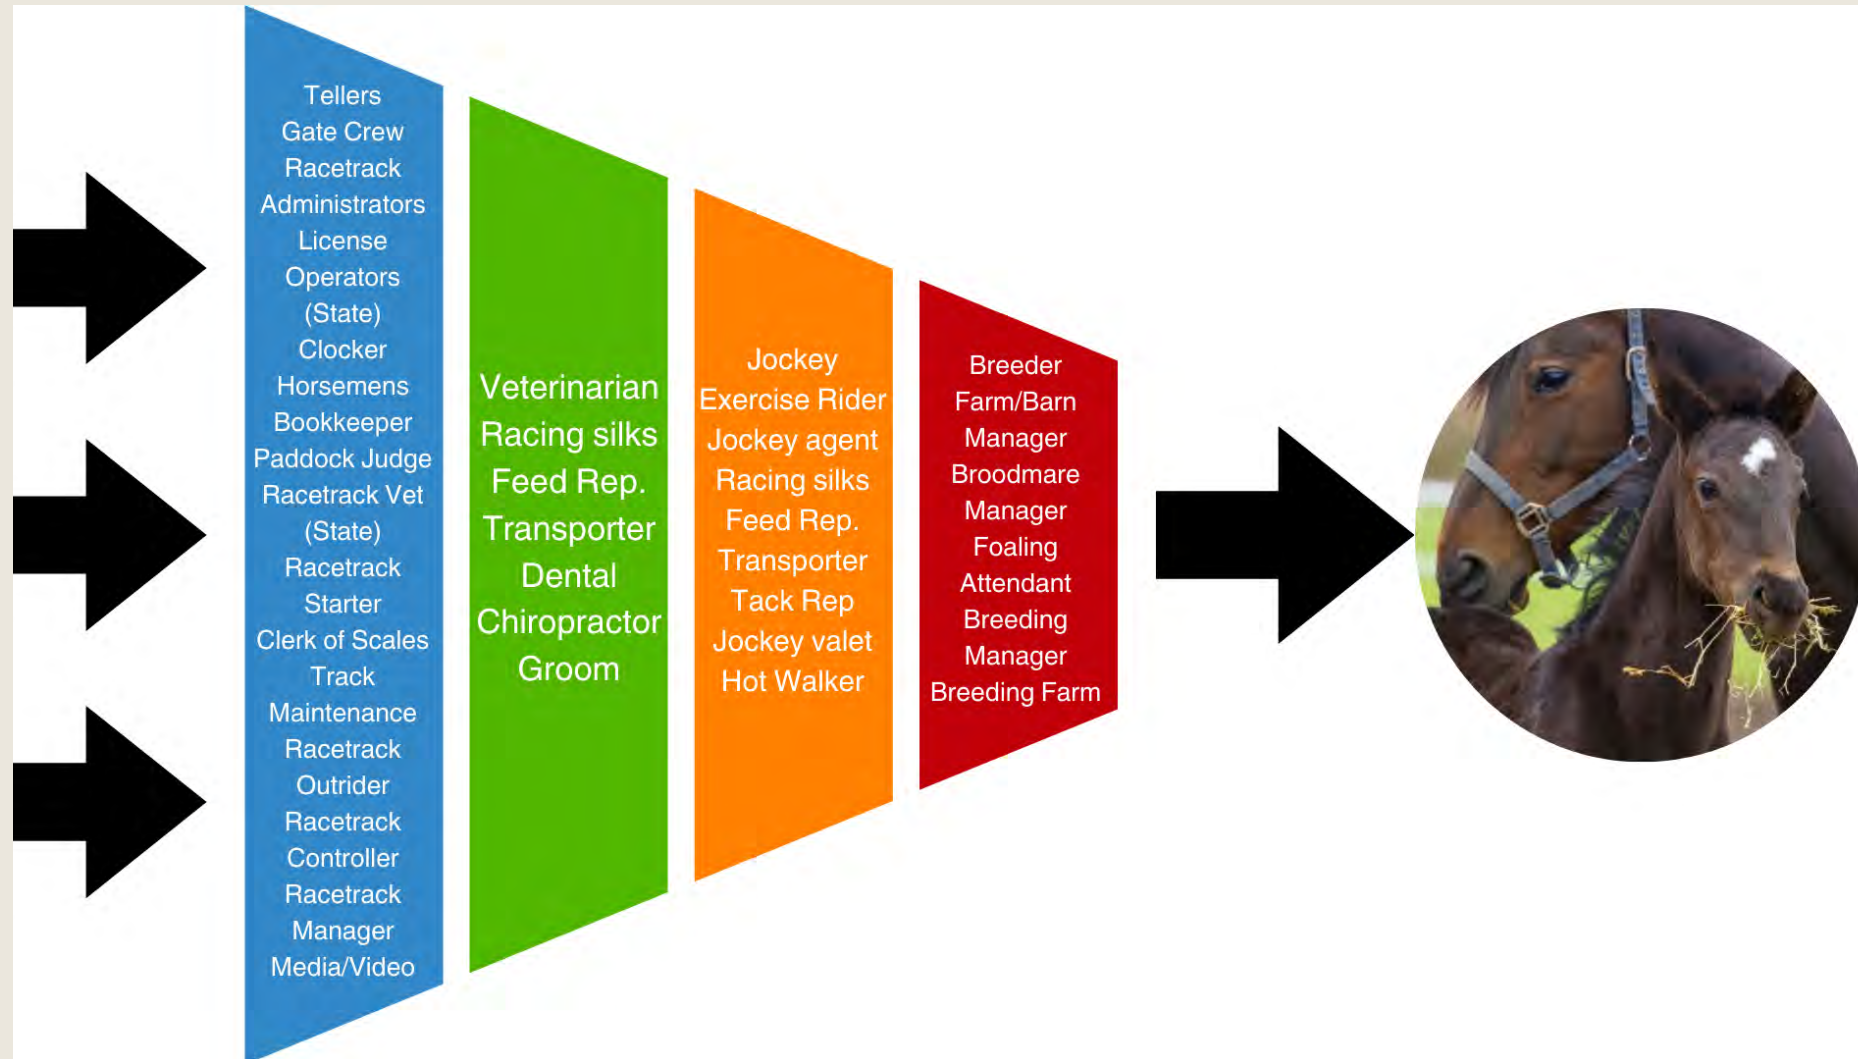 Tellers
Gate Crew
Racetrack
Administrators
License
Operators
(State)
Clocker
Horsemens
Bookkeeper
Paddock Judge
Racetrack Vet
(State)
Racetrack
Starter
Clerk of Scales
Track
Maintenance
Racetrack
Outrider
Racetrack
Controller
Racetrack
Manager
Media/Video
Veterinarian
Racing silks
Feed Rep.
Transporter
Dental
Chiropractor
Groom
Jockey
Exercise Rider
Jockey agent
Racing silks
Feed Rep.
Transporter
Tack Rep
Jockey valet
Hot Walker
Breeder
Farm/Barn
Manager
Broodmare
Manager
Foaling
Attendant
Breeding
Manager
Breeding Farm